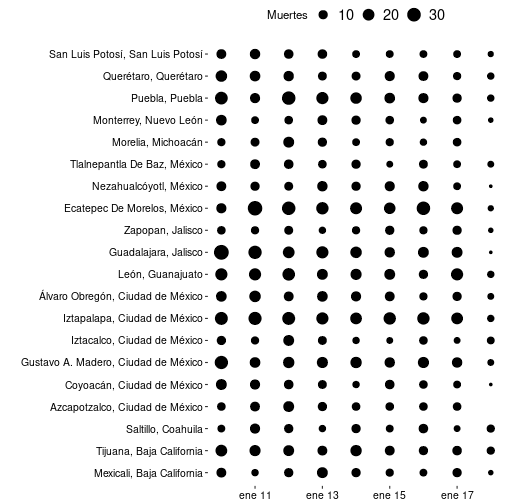 Muertes 10 20 30
San Luis Potosí, San Luis Potosí
Querétaro, Querétaro
Puebla, Puebla
Monterrey, Nuevo León
Morelia, Michoacán
Tlalnepantla De Baz, México
Nezahualcóyotl, México
Ecatepec De Morelos, México
Zapopan, Jalisco
Guadalajara, Jalisco
León, Guanajuato
Álvaro Obregón, Ciudad de México
Iztapalapa, Ciudad de México
Iztacalco, Ciudad de México
Gustavo A. Madero, Ciudad de México
Coyoacán, Ciudad de México
Azcapotzalco, Ciudad de México
Saltillo, Coahuila
Tijuana, Baja California
Mexicali, Baja California
ene 11 ene 13 ene 15 ene 17